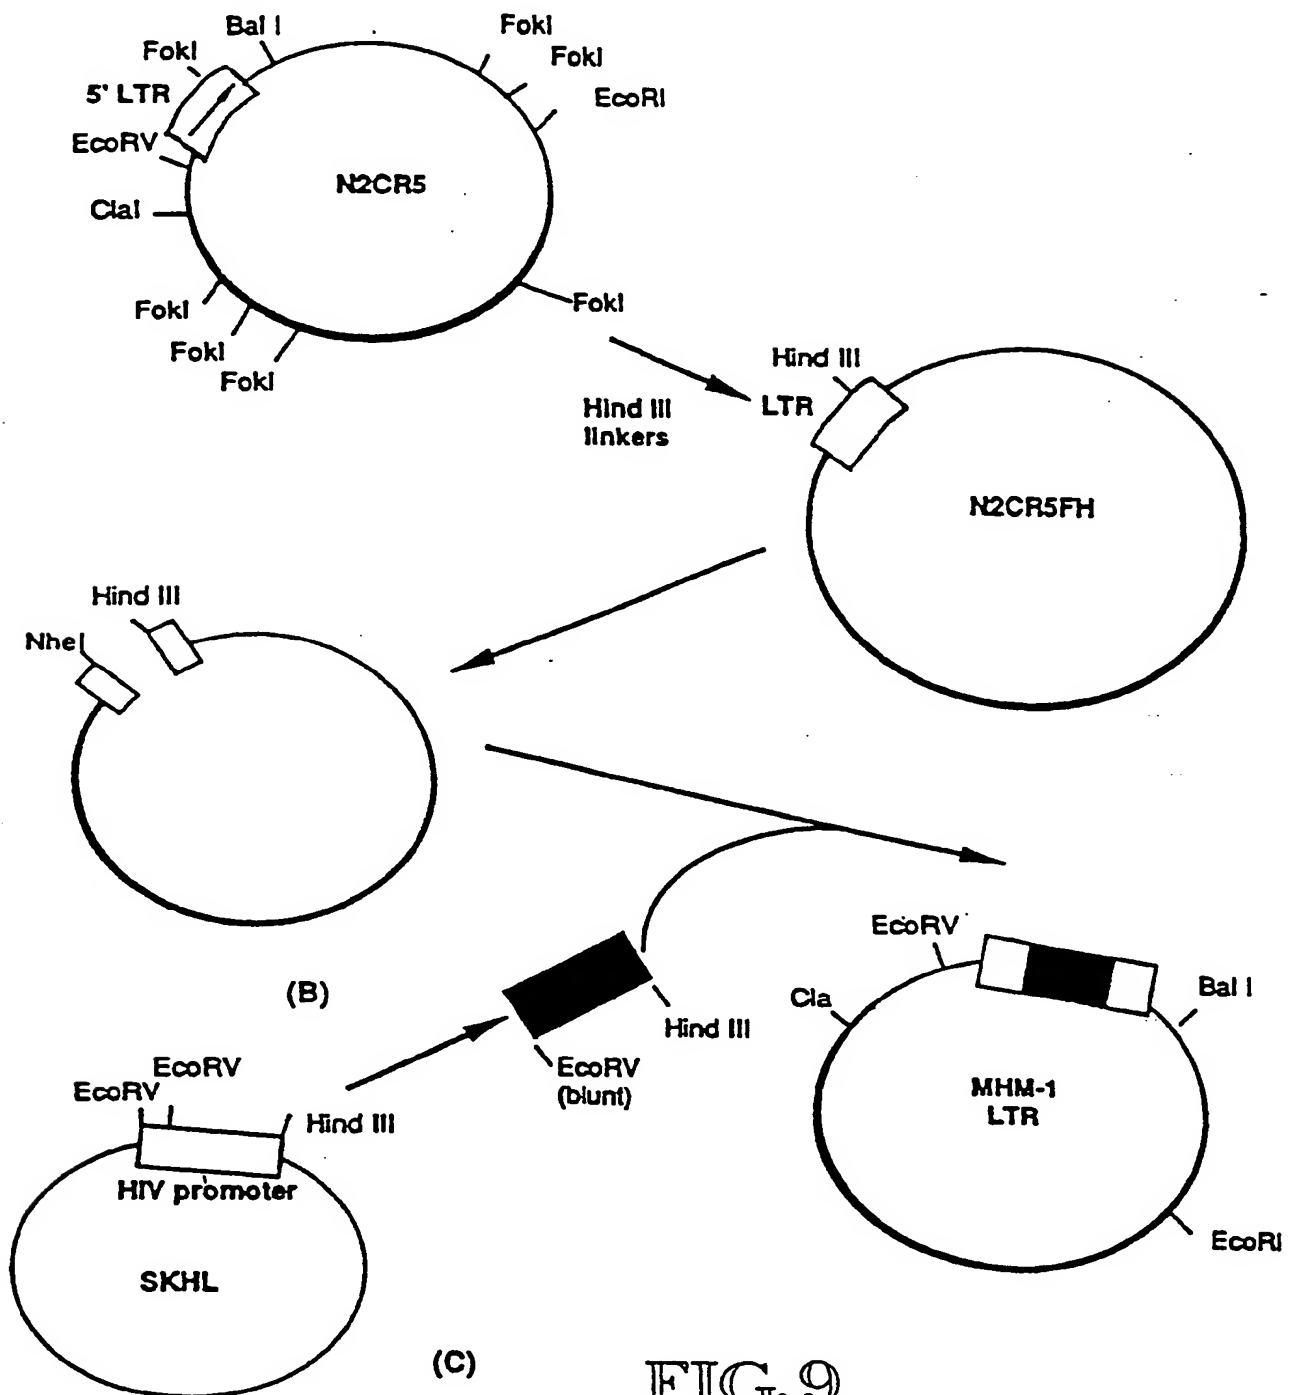 Bal I
FokI
FokI
FokI
5' LTR
EcoRI
EcoRV
N2CR5
ClaI
FokI
FokI
FokI
FokI
Hind III
LTR
Hind III
linkers
N2CR5FH
Hind III
NheI
EcoRV
(B)
Cla
Bal I
Hind III
EcoRV
(blunt)
EcoRV
EcoRV
MHM-1
LTR
Hind III
HIV promoter
EcoRI
SKHL
(C)
FIG. 9